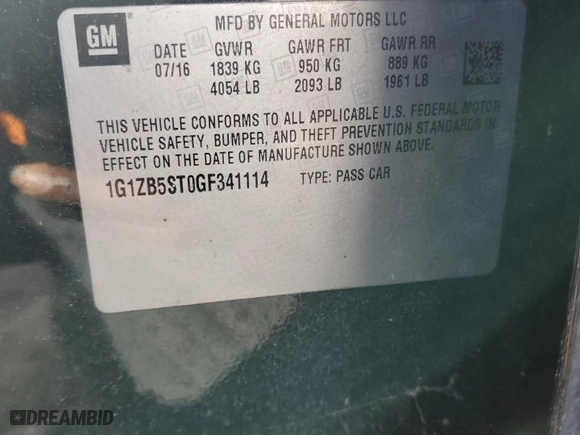 GM
MFD BY GENERAL MOTORS LLC
DATE GVWR GAWR FRT GAWR RR
07/16 1839 KG 950 KG 889 KG
4054 LB 2093 LB 1961 LB
THIS VEHICLE CONFORMS TO ALL APPLICABLE U.S. FEDERAL MOTOR
VEHICLE SAFETY, BUMPER, AND THEFT PREVENTION STANDARDS IN
EFFECT ON THE DATE OF MANUFACTURE SHOWN ABOVE.
1G1ZB5ST0GF341114 TYPE: PASS CAR
DREAMBID